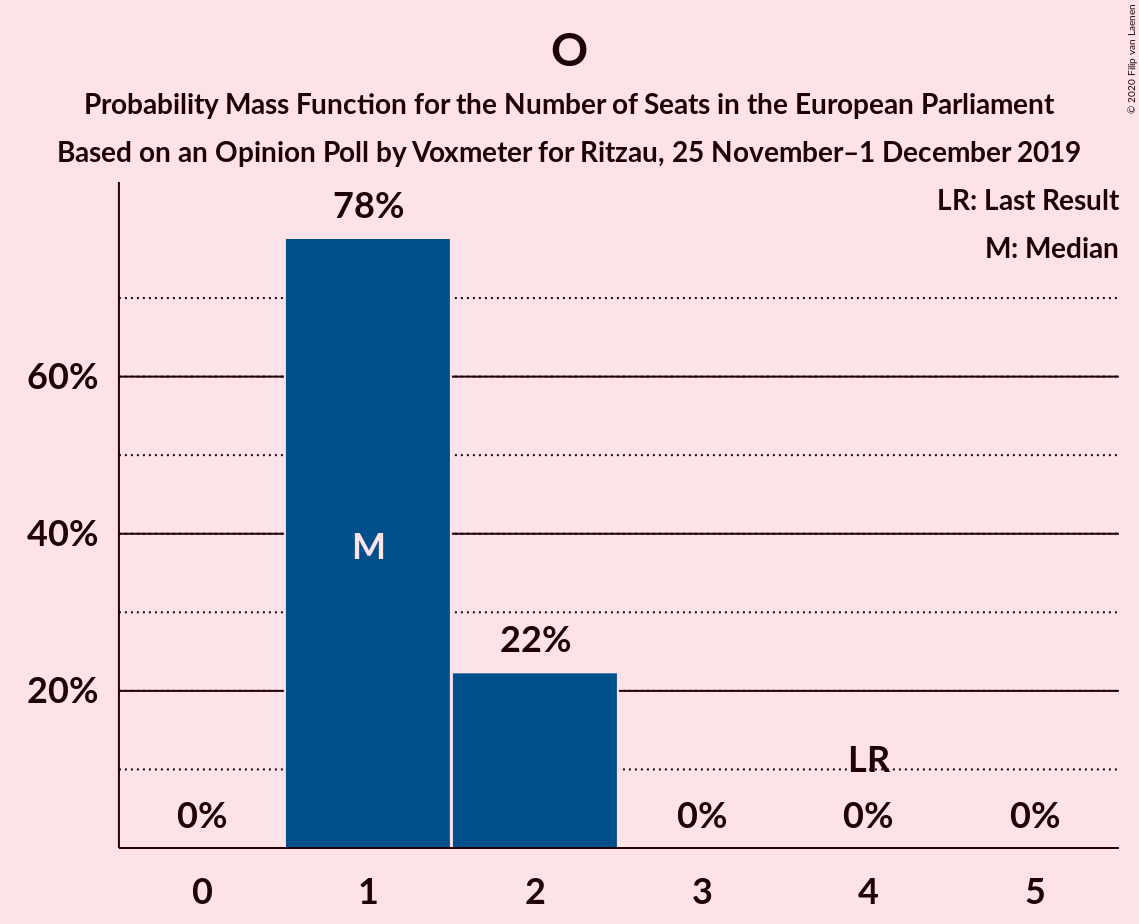 O
Probability Mass Function for the Number of Seats in the European Parliament
Based on an Opinion Poll by Voxmeter for Ritzau, 25 November–1 December 2019
© 2020 Filip van Laenen
LR: Last Result
M: Median
78%
60%
40%
M
22%
20%
LR
0%
0%
0%
0%
0
1
2
3
4
5